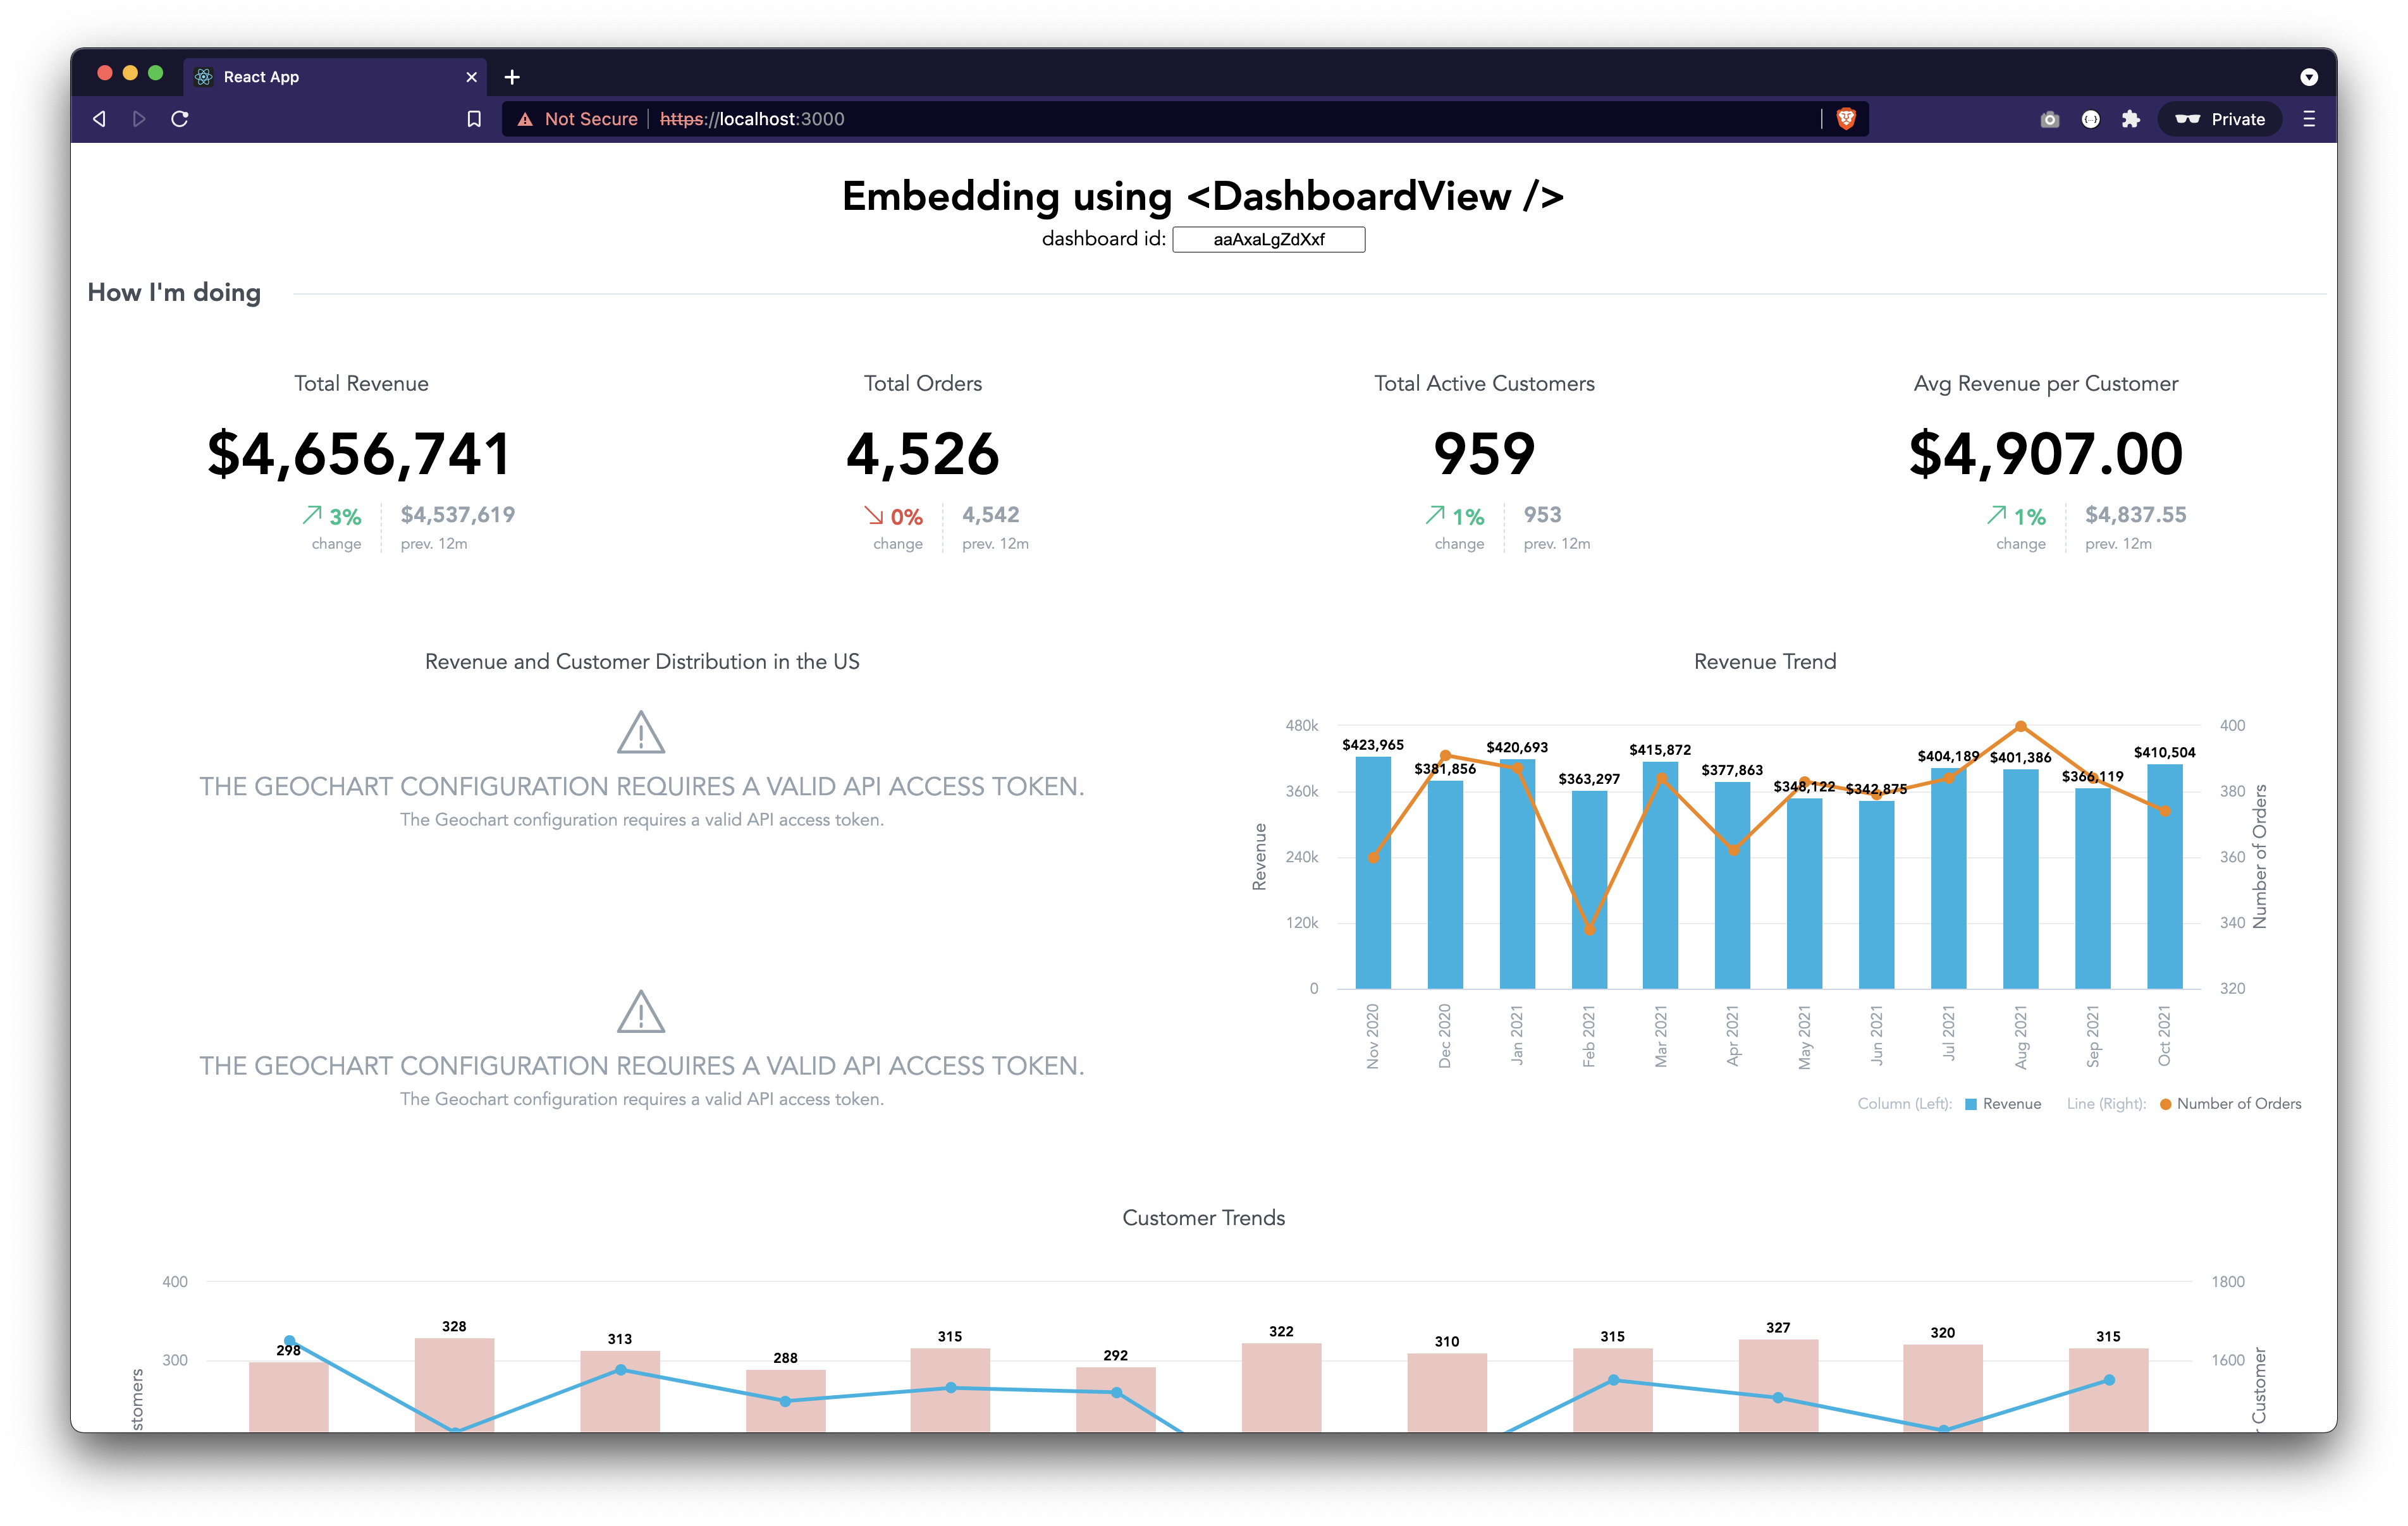 React App
Not Secure
https://localhost:3000
Private
Embedding using <DashboardView />
dashboard id: aaAxaLgZdXxf
How I'm doing
Total Revenue
$4,656,741
3%
change
$4,537,619
prev. 12m
Total Orders
4,526
0%
change
4,542
prev. 12m
Total Active Customers
959
1%
change
953
prev. 12m
Avg Revenue per Customer
$4,907.00
1%
change
$4,837.55
prev. 12m
Revenue and Customer Distribution in the US
THE GEOCHART CONFIGURATION REQUIRES A VALID API ACCESS TOKEN.
The Geochart configuration requires a valid API access token.
THE GEOCHART CONFIGURATION REQUIRES A VALID API ACCESS TOKEN.
The Geochart configuration requires a valid API access token.
Revenue Trend
Revenue
480k
360k
240k
120k
0
$423,965
$381,856
$420,693
$363,297
$415,872
$377,863
$348,122
$342,875
$404,189
$401,386
$366,119
$410,504
400
380
360
340
320
Number of Orders
Nov 2020
Dec 2020
Jan 2021
Feb 2021
Mar 2021
Apr 2021
May 2021
Jun 2021
Jul 2021
Aug 2021
Sep 2021
Oct 2021
Column (Left): Revenue Line (Right): Number of Orders
Customer Trends
400
300
stomers
298
328
313
288
315
292
322
310
315
327
320
315
1800
1600
Customer